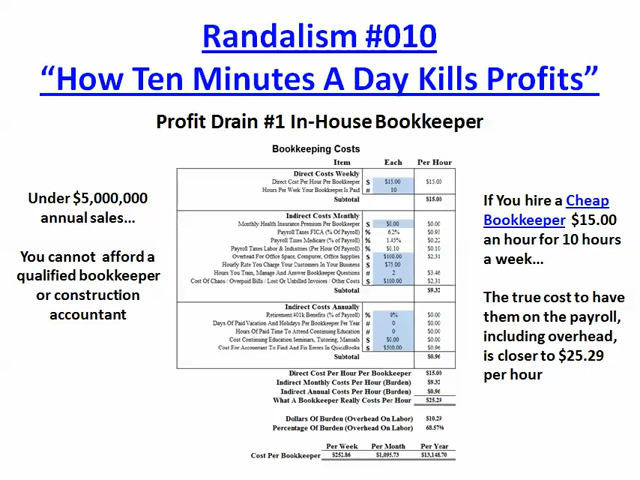 Randalism #010
“How Ten Minutes A Day Kills Profits”
Profit Drain #1 In-House Bookkeeper
Under $5,000,000
annual sales...
You cannot afford a
qualified bookkeeper
or construction
accountant
Bookkeeping Costs
Item Each Per Hour
Direct Costs Weekly
Direct Cost Per Hour Per Bookkeeper $ $15.00 $15.00
Hours Per Week Your Bookkeeper Is Paid # 10
Subtotal $15.00
Indirect Costs Monthly
Monthly Health Insurance Premium Per Bookkeeper $ $0.00 $0.00
Payroll Taxes FICA (% Of Payroll) % 6.2% $0.93
Payroll Taxes Medicare (% Of Payroll) % 1.45% $0.22
Payroll Taxes Labor & Industries (Per Hour Of Payroll) % $0.10 $0.10
Overhead For Office Space, Computer, Office Supplies $ $100.00 $2.31
Hourly Rate You Charge Your Customers In Your Business $ $75.00
Hours You Train, Manage And Answer Bookkeeper Questions # 2 $3.46
Cost Of Chaos / Overpaid Bills / Lost Or Unbilled Invoices / Other Costs $ $100.00 $2.31
Subtotal $9.32
Indirect Costs Annually
Retirement 401k Benefits (% Of Payroll) % 0% $0.00
Days Of Paid Vacation And Holidays Per Bookkeeper Per Year # 0 $0.00
Hours Of Paid Time To Attend Continuing Education # 0 $0.00
Cost Continuing Education Seminars, Tutoring, Manuals $ $0.00 $0.00
Cost For Accountant To Find And Fix Errors In QuickBooks $ $500.00 $0.96
Subtotal $0.96
Direct Cost Per Hour Per Bookkeeper $15.00
Indirect Monthly Costs Per Hour (Burden) $9.32
Indirect Annual Costs Per Hour (Burden) $0.96
What A Bookkeeper Really Costs Per Hour $25.29
Dollars Of Burden (Overhead On Labor) $10.29
Percentage Of Burden (Overhead On Labor) 68.57%
Per Week Per Month Per Year
Cost Per Bookkeeper $252.86 $1,095.73 $13,148.70
If You hire a Cheap
Bookkeeper $15.00
an hour for 10 hours
a week...
The true cost to have
them on the payroll,
including overhead,
is closer to $25.29
per hour